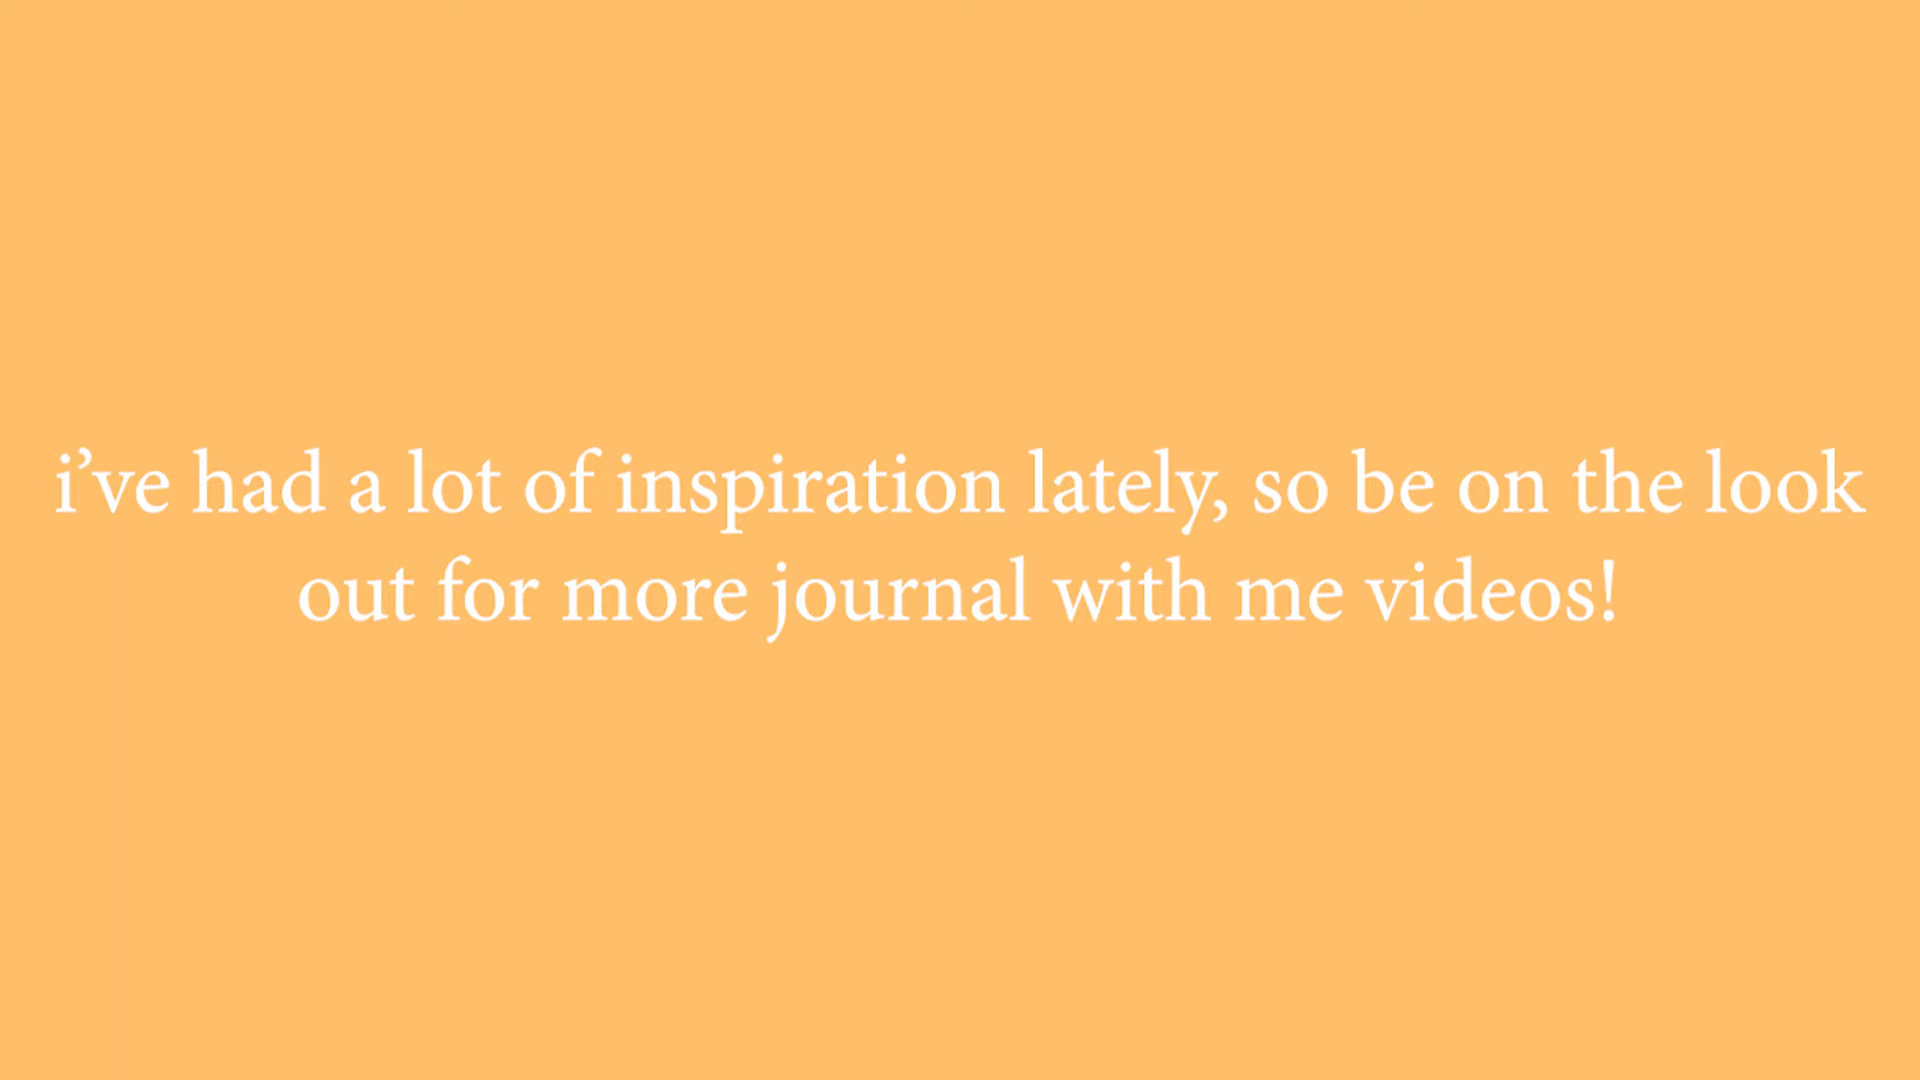 i’ve had a lot of inspiration lately, so be on the look
out for more journal with me videos!